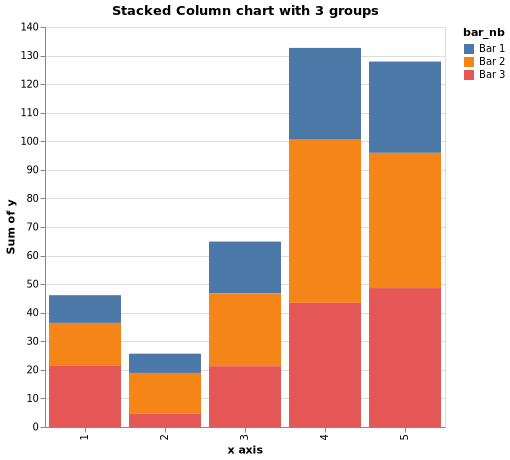 Stacked Column chart with 3 groups
bar_nb
Bar 1
Bar 2
Bar 3
140
130
120
110
100
90
80
70
60
50
40
30
20
10
0
Sum of y
1
2
3
4
5
x axis